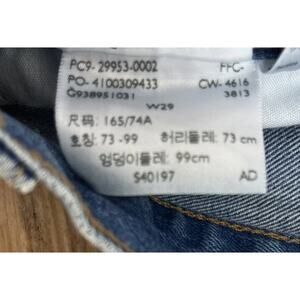 PC9- 29953-0002 FFC-
PO- 4100309433 CW- 4616
G938951031 3813
W29
尺码: 165/74A
호칭: 73 -99 허리둘레: 73 cm
엉덩이둘레: 99cm
S40197 AD